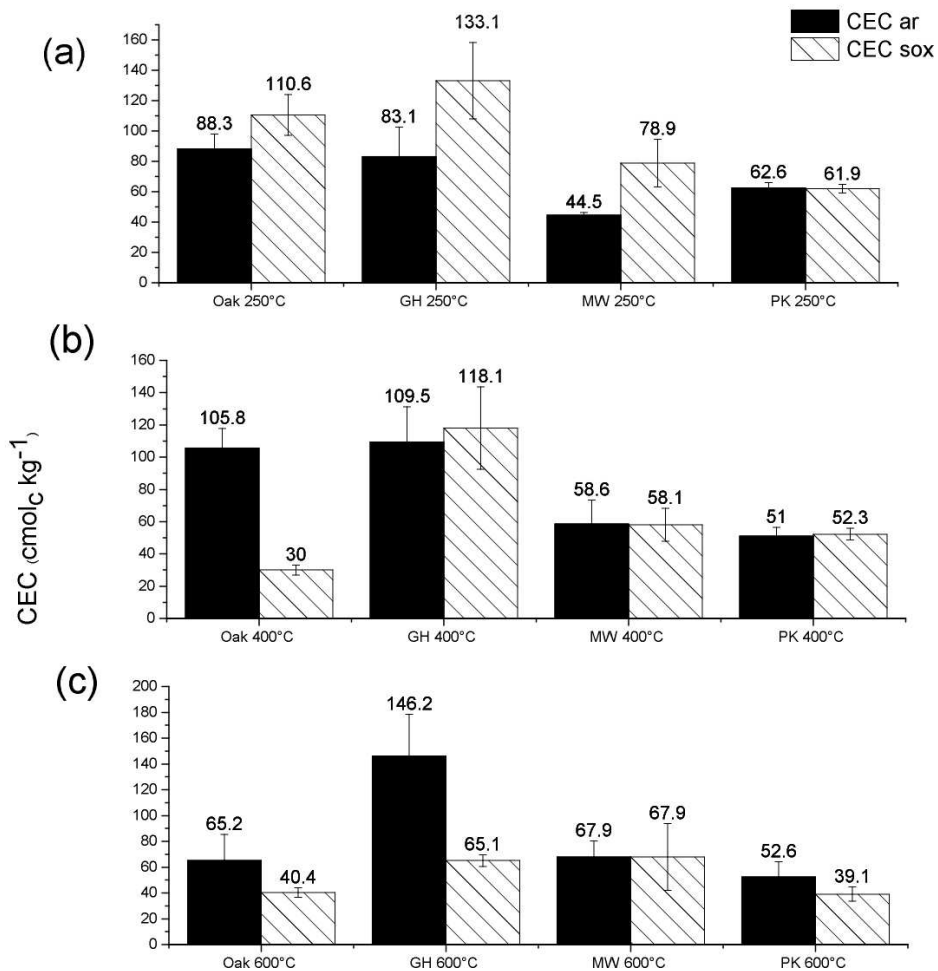 CEC ar
CEC sox
(a)
160
140
120
100
80
60
40
20
0
88.3
110.6
83.1
133.1
44.5
78.9
62.6
61.9
Oak 250°C
GH 250°C
MW 250°C
PK 250°C
(b)
CEC (cmolc kg-1)
160
140
120
100
80
60
40
20
0
105.8
30
109.5
118.1
58.6
58.1
51
52.3
Oak 400°C
GH 400°C
MW 400°C
PK 400°C
(c)
200
180
160
140
120
100
80
60
40
20
0
65.2
40.4
146.2
65.1
67.9
67.9
52.6
39.1
Oak 600°C
GH 600°C
MW 600°C
PK 600°C